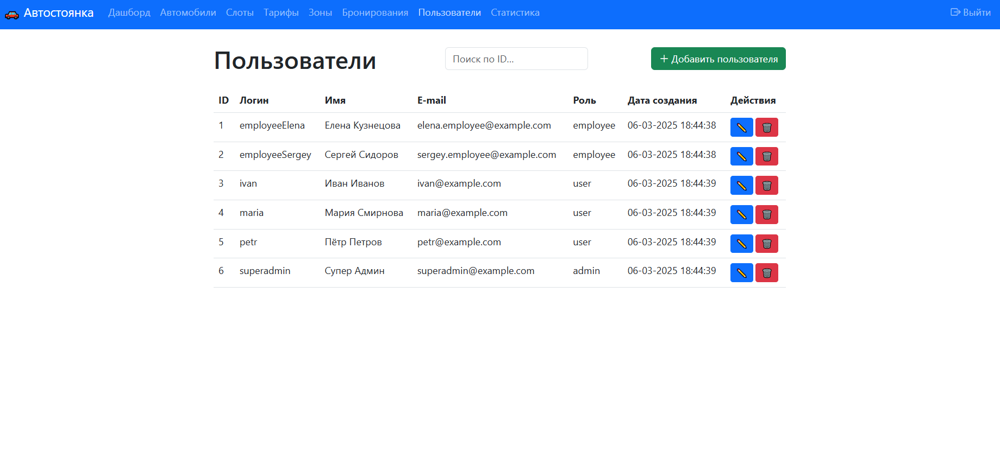 Автостоянка Дашборд Автомобили Слоты Тарифы Зоны Бронирования Пользователи Статистика Выйти
Пользователи Поиск по ID... + Добавить пользователя
ID Логин Имя E-mail Роль Дата создания Действия
1 employeeElena Елена Кузнецова elena.employee@example.com employee 06-03-2025 18:44:38
2 employeeSergey Сергей Сидоров sergey.employee@example.com employee 06-03-2025 18:44:38
3 ivan Иван Иванов ivan@example.com user 06-03-2025 18:44:39
4 maria Мария Смирнова maria@example.com user 06-03-2025 18:44:39
5 petr Пётр Петров petr@example.com user 06-03-2025 18:44:39
6 superadmin Супер Админ superadmin@example.com admin 06-03-2025 18:44:39